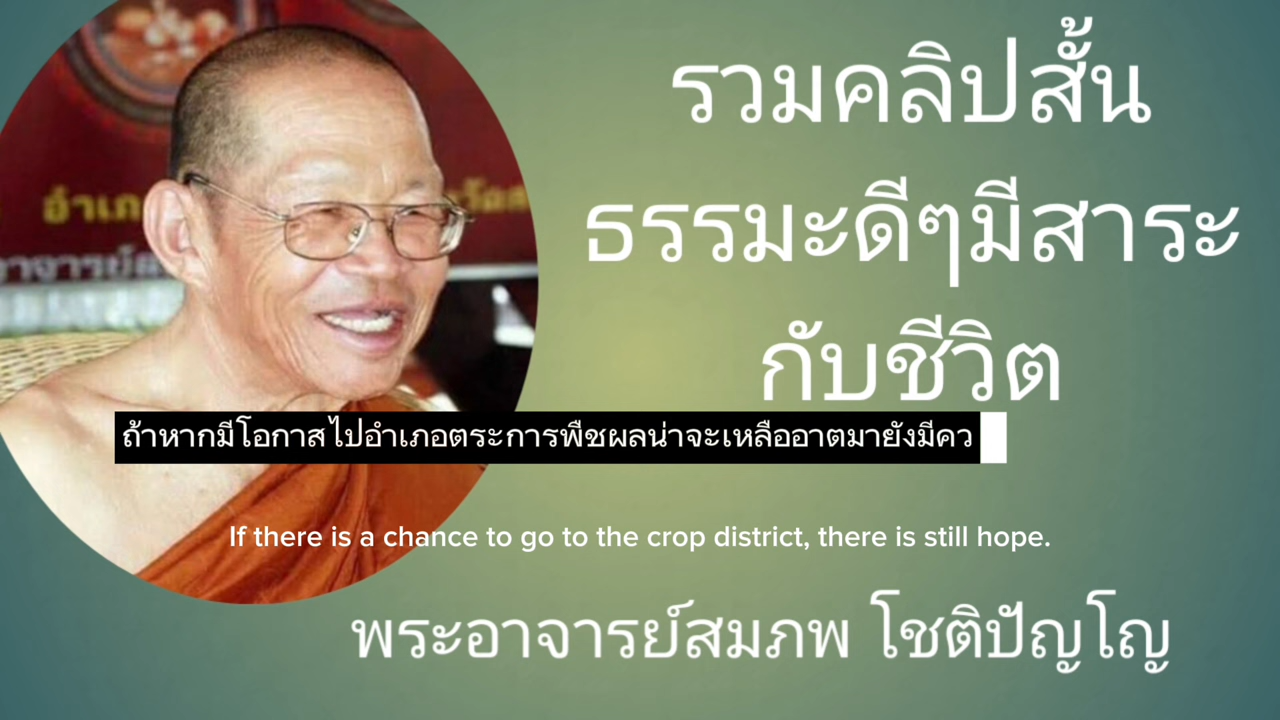 รวมคลิปสั้น
ธรรมะดีๆมีสาระ
กับชีวิต
อำเภ
ถ้าหากมีโอกาสไปอำเภอตระการพืชผลน่าจะเหลืออาตมายังมีคว
If there is a chance to go to the crop district, there is still hope.
พระอาจารย์สมภพ โชติปัญโญ